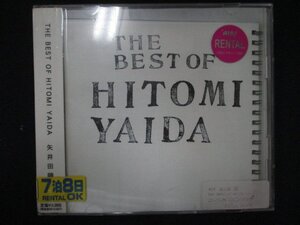 THE BEST OF HITOMI YAIDA 矢井田
THE
BEST OF
HITOMI
YAIDA
RENTAL
7泊8日
RENTAL OK